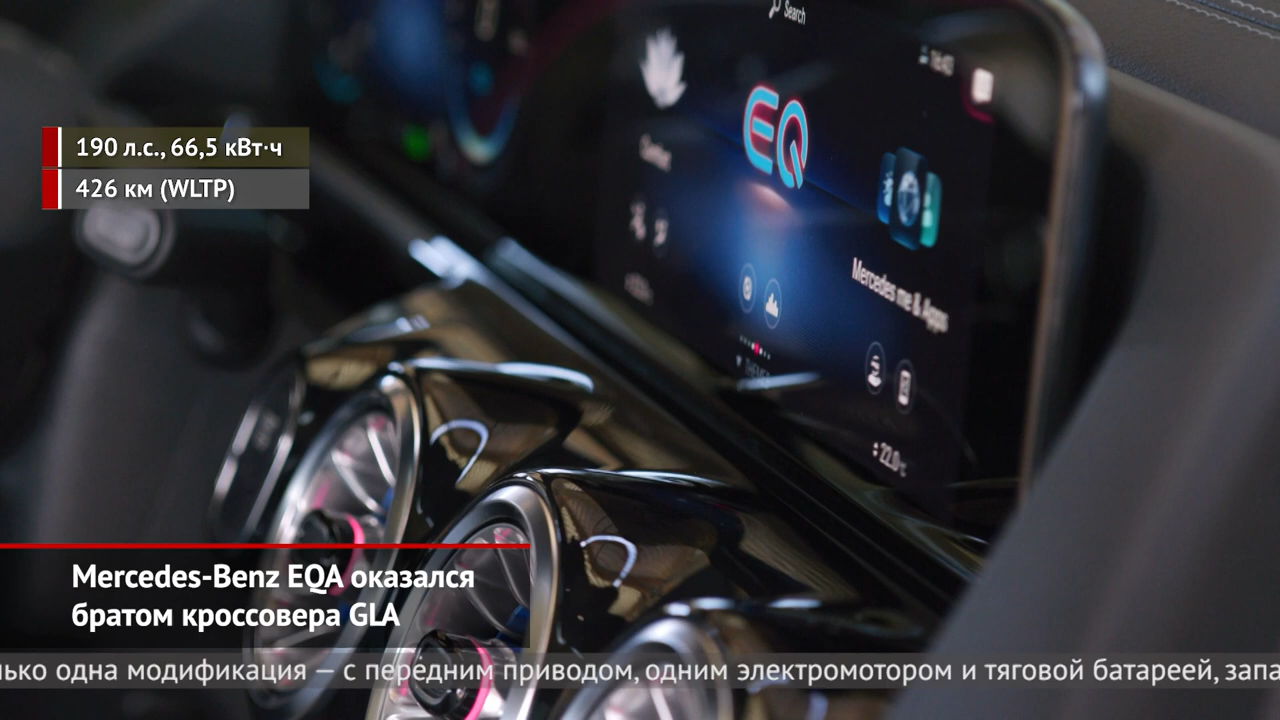 Search
EQ
Mercedes me & Apps
THEMES
22.0°C
190 л.с., 66,5 кВт·ч
426 км (WLTP)
Mercedes-Benz EQA оказался
братом кроссовера GLA
лько одна модификация — с передним приводом, одним электромотором и тяговой батареей, запа